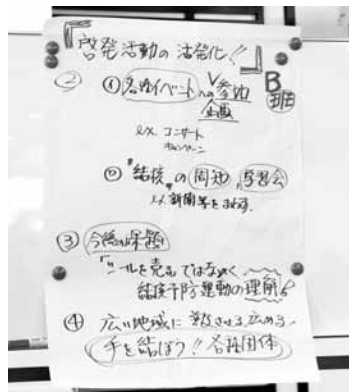 『啓発活動の活発化!!』
B班
② ① 各種イベントへの参加
企画
ex. コンサート
キャンペーン
② "結核"の周知、学習会
ex. 新聞等をまわす。
③ 今後の課題
「シールを売るではなく
結核予防運動の理解を
④ 広い地域に 普及させる、広める、
手を結ぼう!! 各種団体